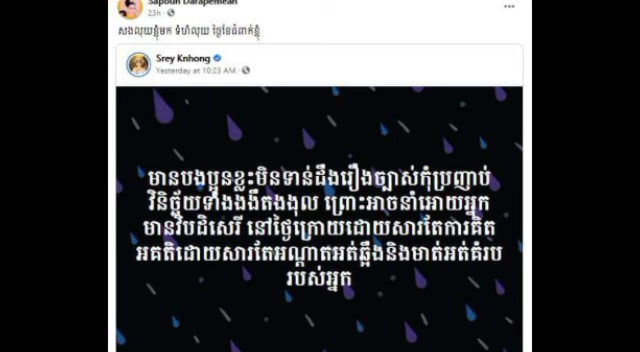 Sapoun Darapemean
23h
សងលុយខ្ញុំមក ទំហំលុយ ថ្ងៃខែជំពាក់ខ្ញុំ
Srey Knhong
Yesterday at 10:23 AM
មានបងប្អូនខ្លះមិនទាន់ដឹងរឿងច្បាស់កុំប្រញាប់
វិនិច្ឆ័យទាំងងងឹតងងុល ព្រោះអាចនាំអោយអ្នក
មានវិបដិសេរី នៅថ្ងៃក្រោយដោយសារតែការគិត
អគតិដោយសារតែអណ្តាតអត់ឆ្អឹងនិងមាត់អត់គំរប
របស់អ្នក